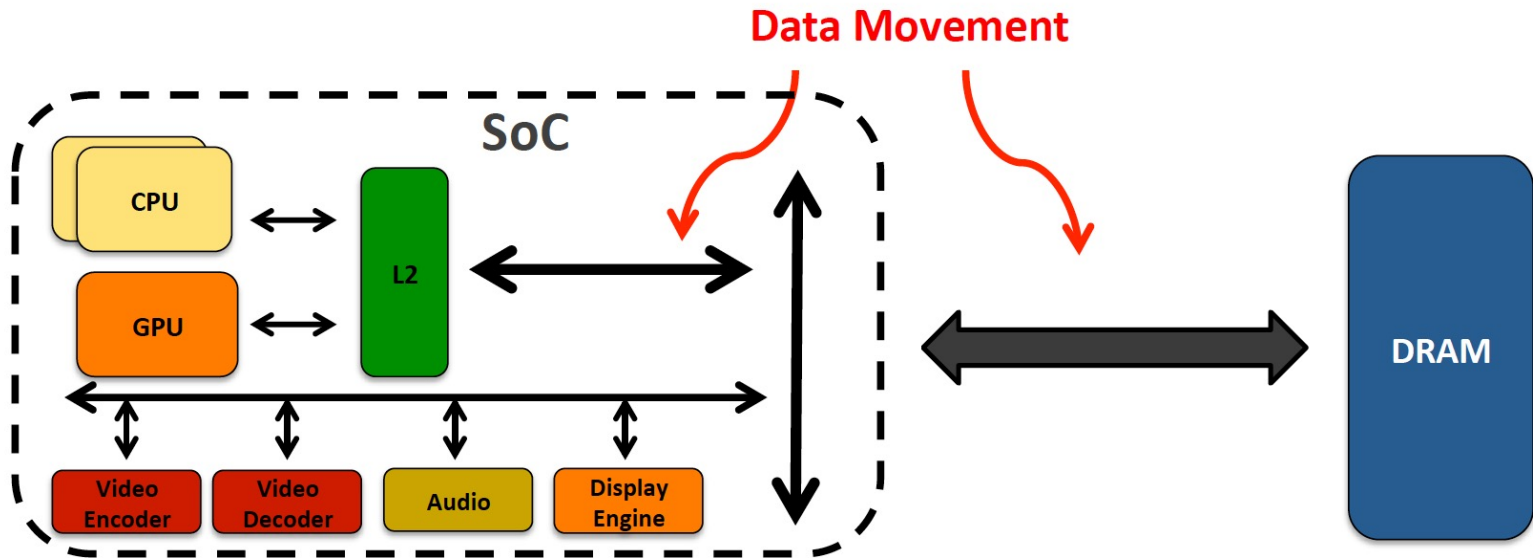 Data Movement
SoC
CPU
L2
GPU
DRAM
Video
Encoder
Video
Decoder
Audio
Display
Engine